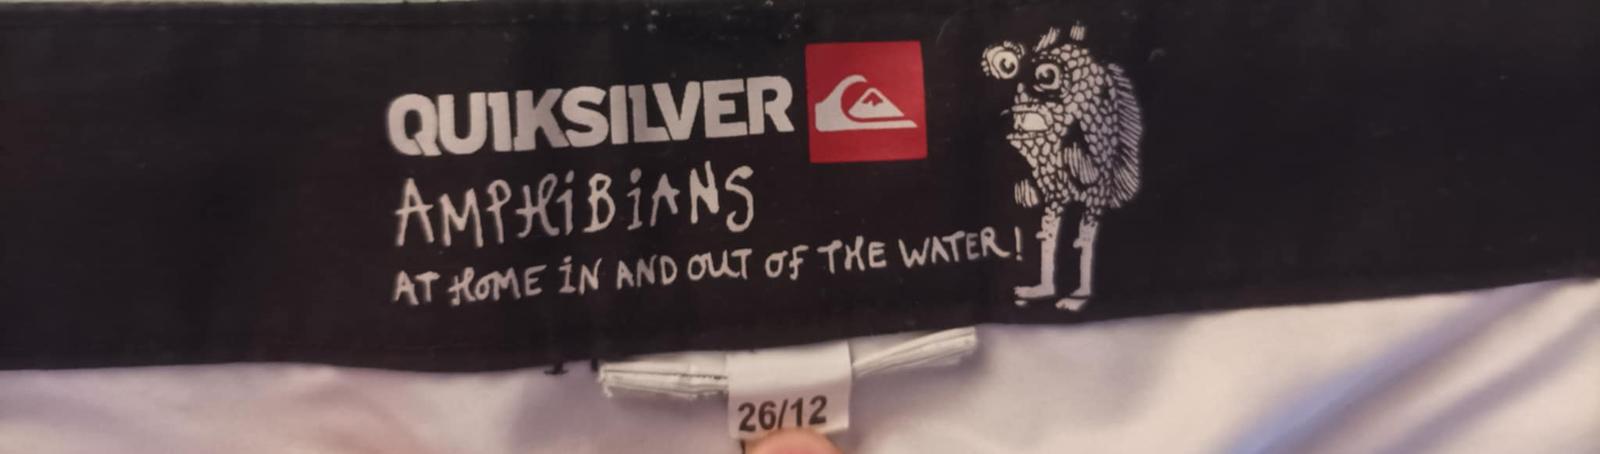 QUIKSILVER
AMPHiBiANS
AT HOME iN AND OUT OF THE WATER!
26/12